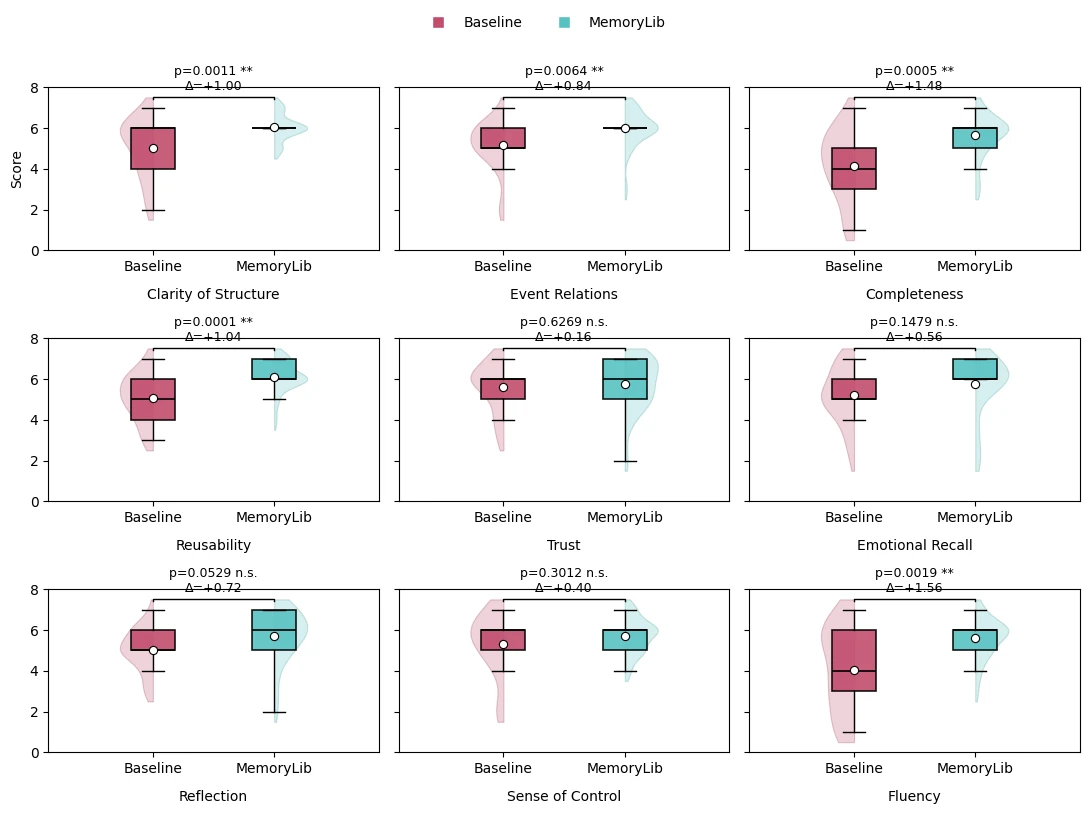 Baseline MemoryLib
p=0.0011 ** p=0.0064 ** p=0.0005 **
Δ=+1.00 Δ=+0.84 Δ=+1.48
8
6
4
2
0
Score
Baseline MemoryLib Baseline MemoryLib Baseline MemoryLib
Clarity of Structure Event Relations Completeness
p=0.0001 ** p=0.6269 n.s. p=0.1479 n.s.
Δ=+1.04 Δ=+0.16 Δ=+0.56
8
6
4
2
0
Baseline MemoryLib Baseline MemoryLib Baseline MemoryLib
Reusability Trust Emotional Recall
p=0.0529 n.s. p=0.3012 n.s. p=0.0019 **
Δ=+0.72 Δ=+0.40 Δ=+1.56
8
6
4
2
0
Baseline MemoryLib Baseline MemoryLib Baseline MemoryLib
Reflection Sense of Control Fluency